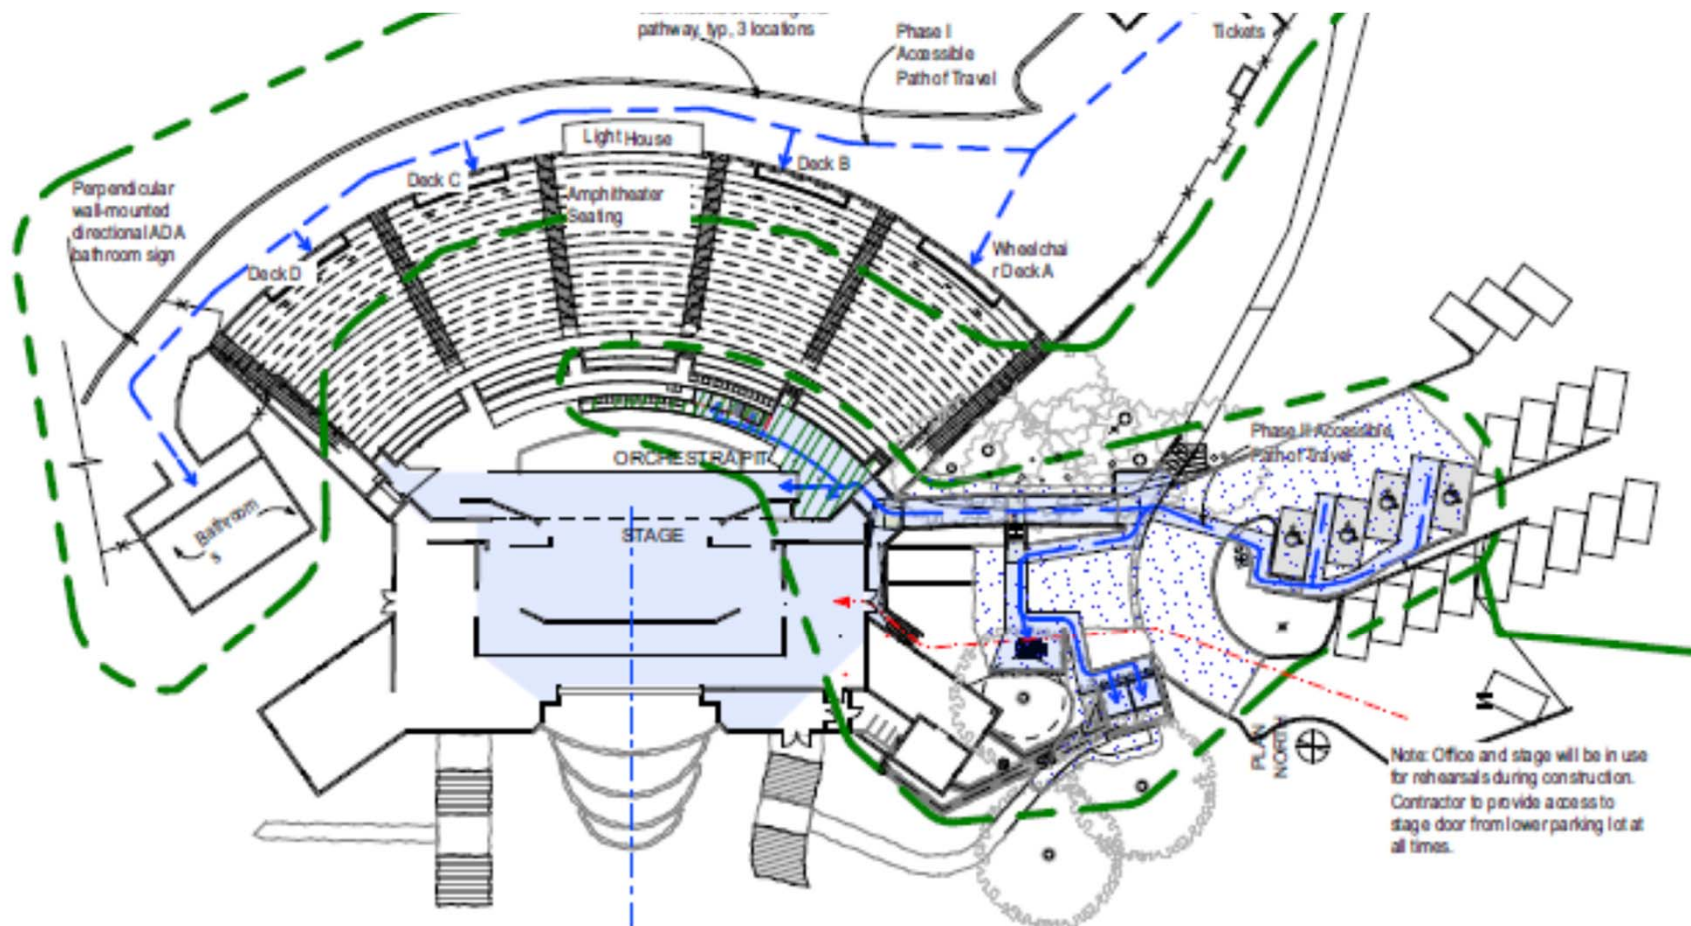 pathway, typ, 3 locations
Phase I
Accessible
Path of Travel
Tickets
Light House
Deck B
Deck C
Amphitheater
Seating
Perpendicular
wall-mounted
directional ADA
bathroom sign
Deck D
Wheelchai
r Deck A
Phase II Accessible
Path of Travel
ORCHESTRA PIT
STAGE
Bathroom
s
PLAN
NORTH
Note: Office and stage will be in use
for rehearsals during construction.
Contractor to provide access to
stage door from lower parking lot at
all times.